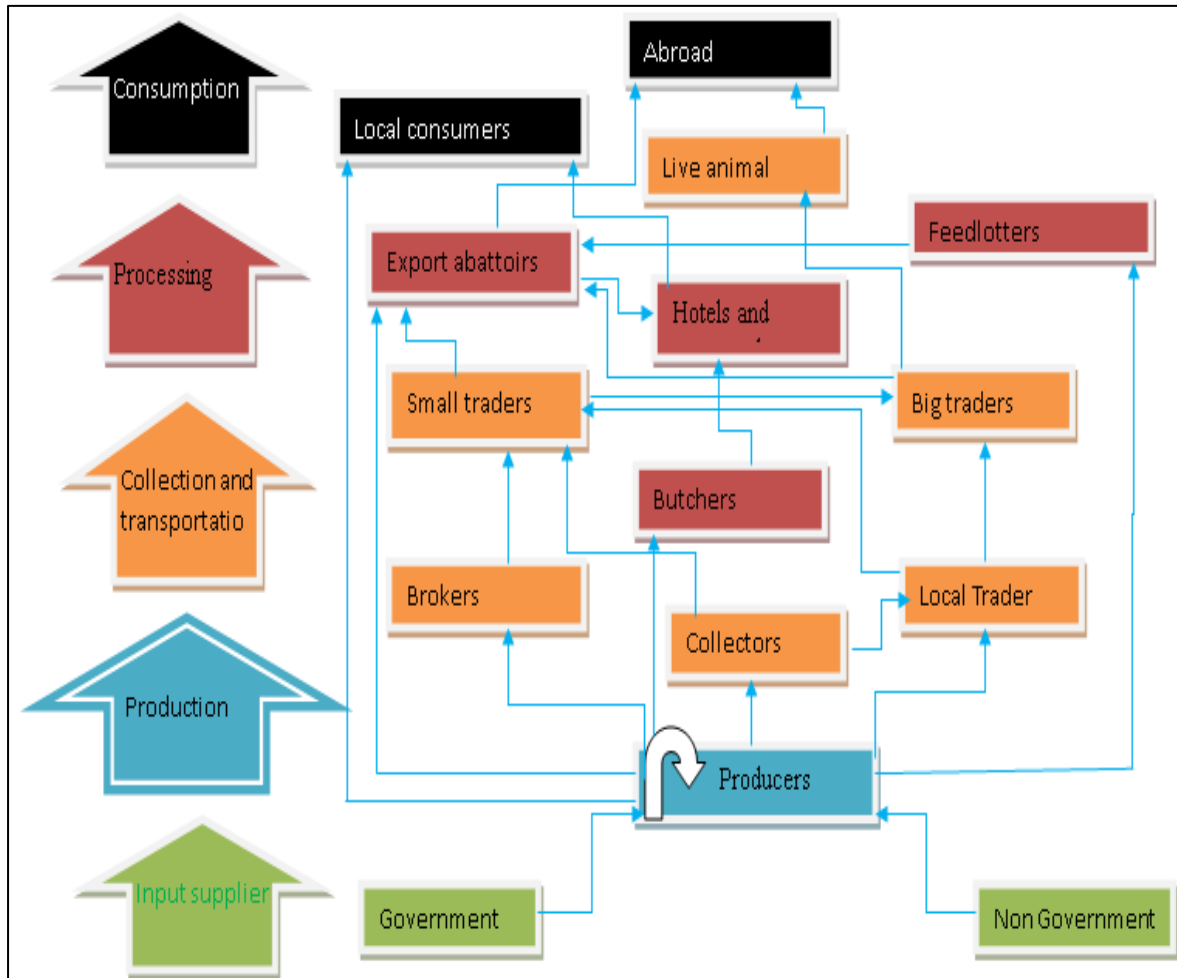 Abroad
Consumption
Local consumers
Live animal
Feedlotters
Export abattoirs
Processing
Hotels and
Small traders
Big traders
Collection and
transportatio
Butchers
Brokers
Local Trader
Collectors
Production
Producers
Input supplier
Government
Non Government